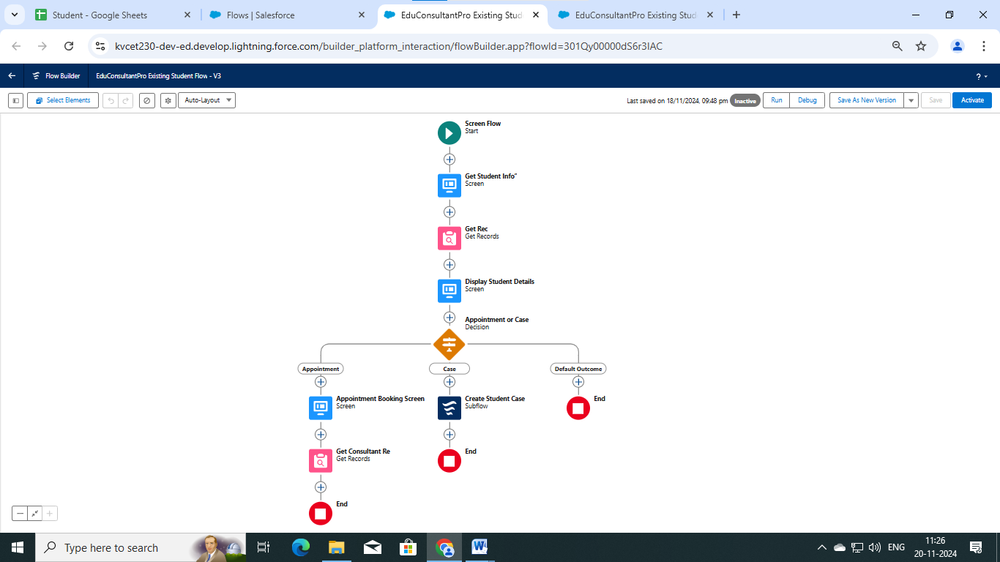 Student - Google Sheets
Flows | Salesforce
EduConsultantPro Existing Stud
EduConsultantPro Existing Stud
kvcet230-dev-ed.develop.lightning.force.com/builder_platform_interaction/flowBuilder.app?flowId=301Qy00000dS6r3IAC
Flow Builder
EduConsultantPro Existing Student Flow - V3
?
Select Elements
Auto-Layout
Last saved on 18/11/2024, 09:48 pm
Inactive
Run
Debug
Save As New Version
Save
Activate
Screen Flow
Start
Get Student Info"
Screen
Get Rec
Get Records
Display Student Details
Screen
Appointment or Case
Decision
Appointment
Case
Default Outcome
Appointment Booking Screen
Screen
Create Student Case
Subflow
End
Get Consultant Re
Get Records
End
End
Type here to search
ENG
11:26
20-11-2024